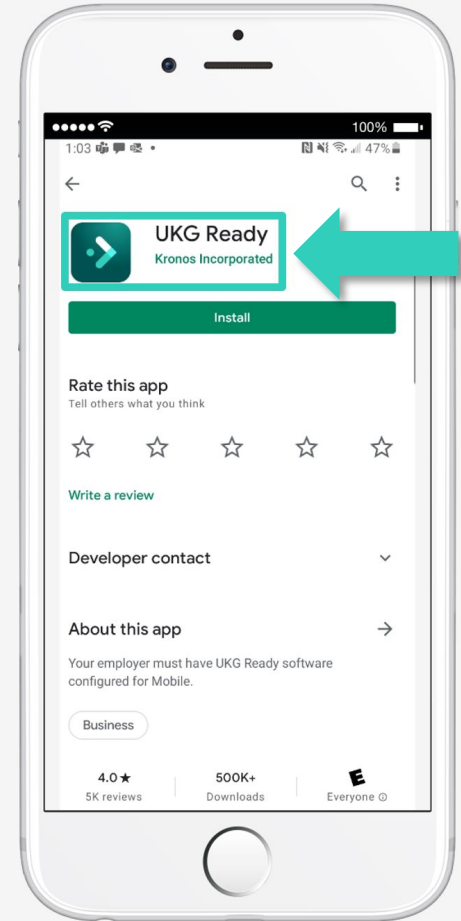 100%
1:03 47%
UKG Ready
Kronos Incorporated
Install
Rate this app
Tell others what you think
Write a review
Developer contact
About this app
Your employer must have UKG Ready software
configured for Mobile.
Business
4.0★ 500K+ E
5K reviews Downloads Everyone